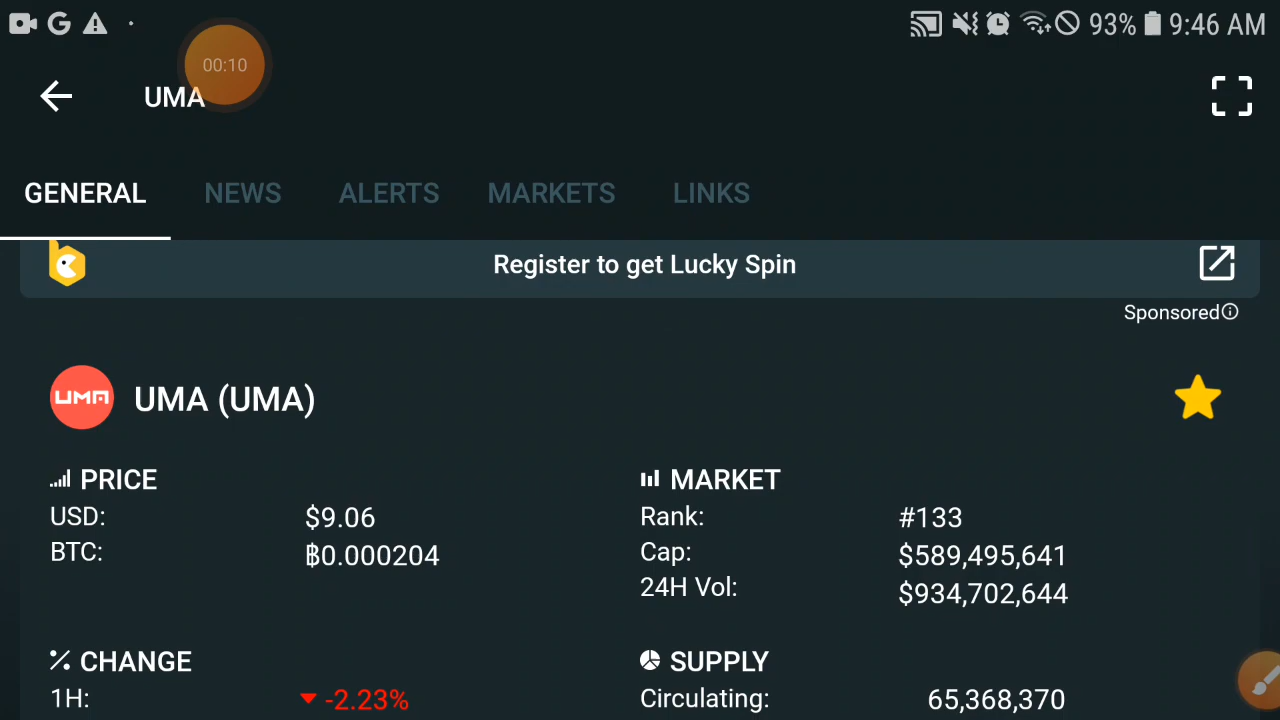 G 93% 9:46 AM
00:10
UMA
GENERAL NEWS ALERTS MARKETS LINKS
Register to get Lucky Spin
Sponsored
UMA UMA (UMA)
PRICE
USD: $9.06
BTC: ₿0.000204
MARKET
Rank: #133
Cap: $589,495,641
24H Vol: $934,702,644
CHANGE
1H: -2.23%
SUPPLY
Circulating: 65,368,370